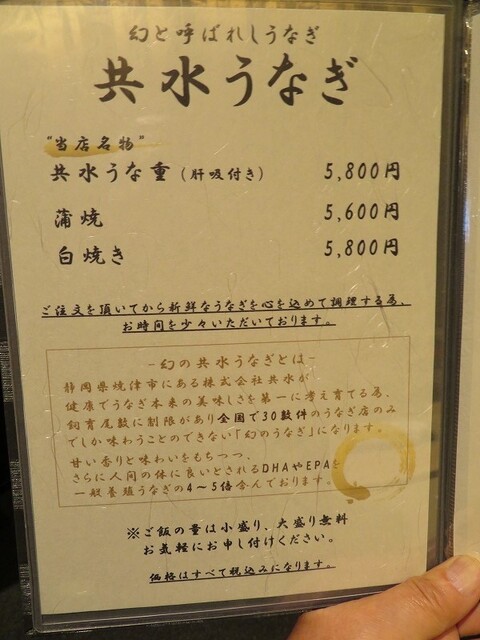 幻と呼ばれしうなぎ
共水うなぎ
"当店名物"
共水うな重（肝吸付き） 5,800円
蒲焼 5,600円
白焼き 5,800円
ご注文を頂いてから新鮮なうなぎを心を込めて調理する為、
お時間を少々いただいております。
－幻の共水うなぎとは－
静岡県焼津市にある株式会社共水が
健康でうなぎ本来の美味しさを第一に考え育てる為、
飼育尾数に制限があり全国で30数件のうなぎ店のみ
でしか味わうことのできない「幻のうなぎ」になります。
甘い香りと味わいをもちつつ、
さらに人間の体に良いとされるDHAやEPAを
一般養殖うなぎの4～5倍含んでおります。
※ご飯の量は小盛り、大盛り無料
お気軽にお申し付けください。
価格はすべて税込みになります。